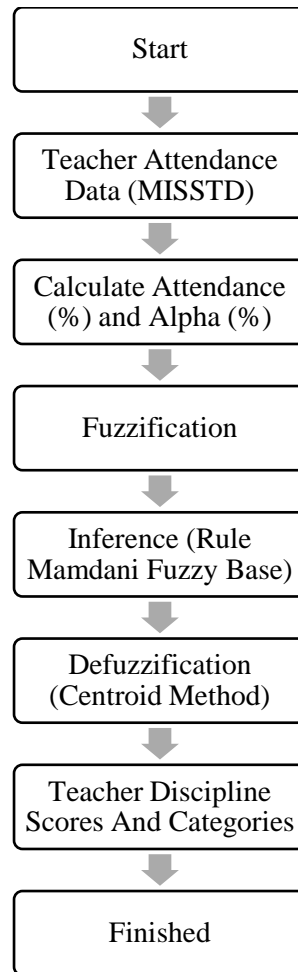 Start
Teacher Attendance
Data (MISSTD)
Calculate Attendance
(%) and Alpha (%)
Fuzzification
Inference (Rule
Mamdani Fuzzy Base)
Defuzzification
(Centroid Method)
Teacher Discipline
Scores And Categories
Finished